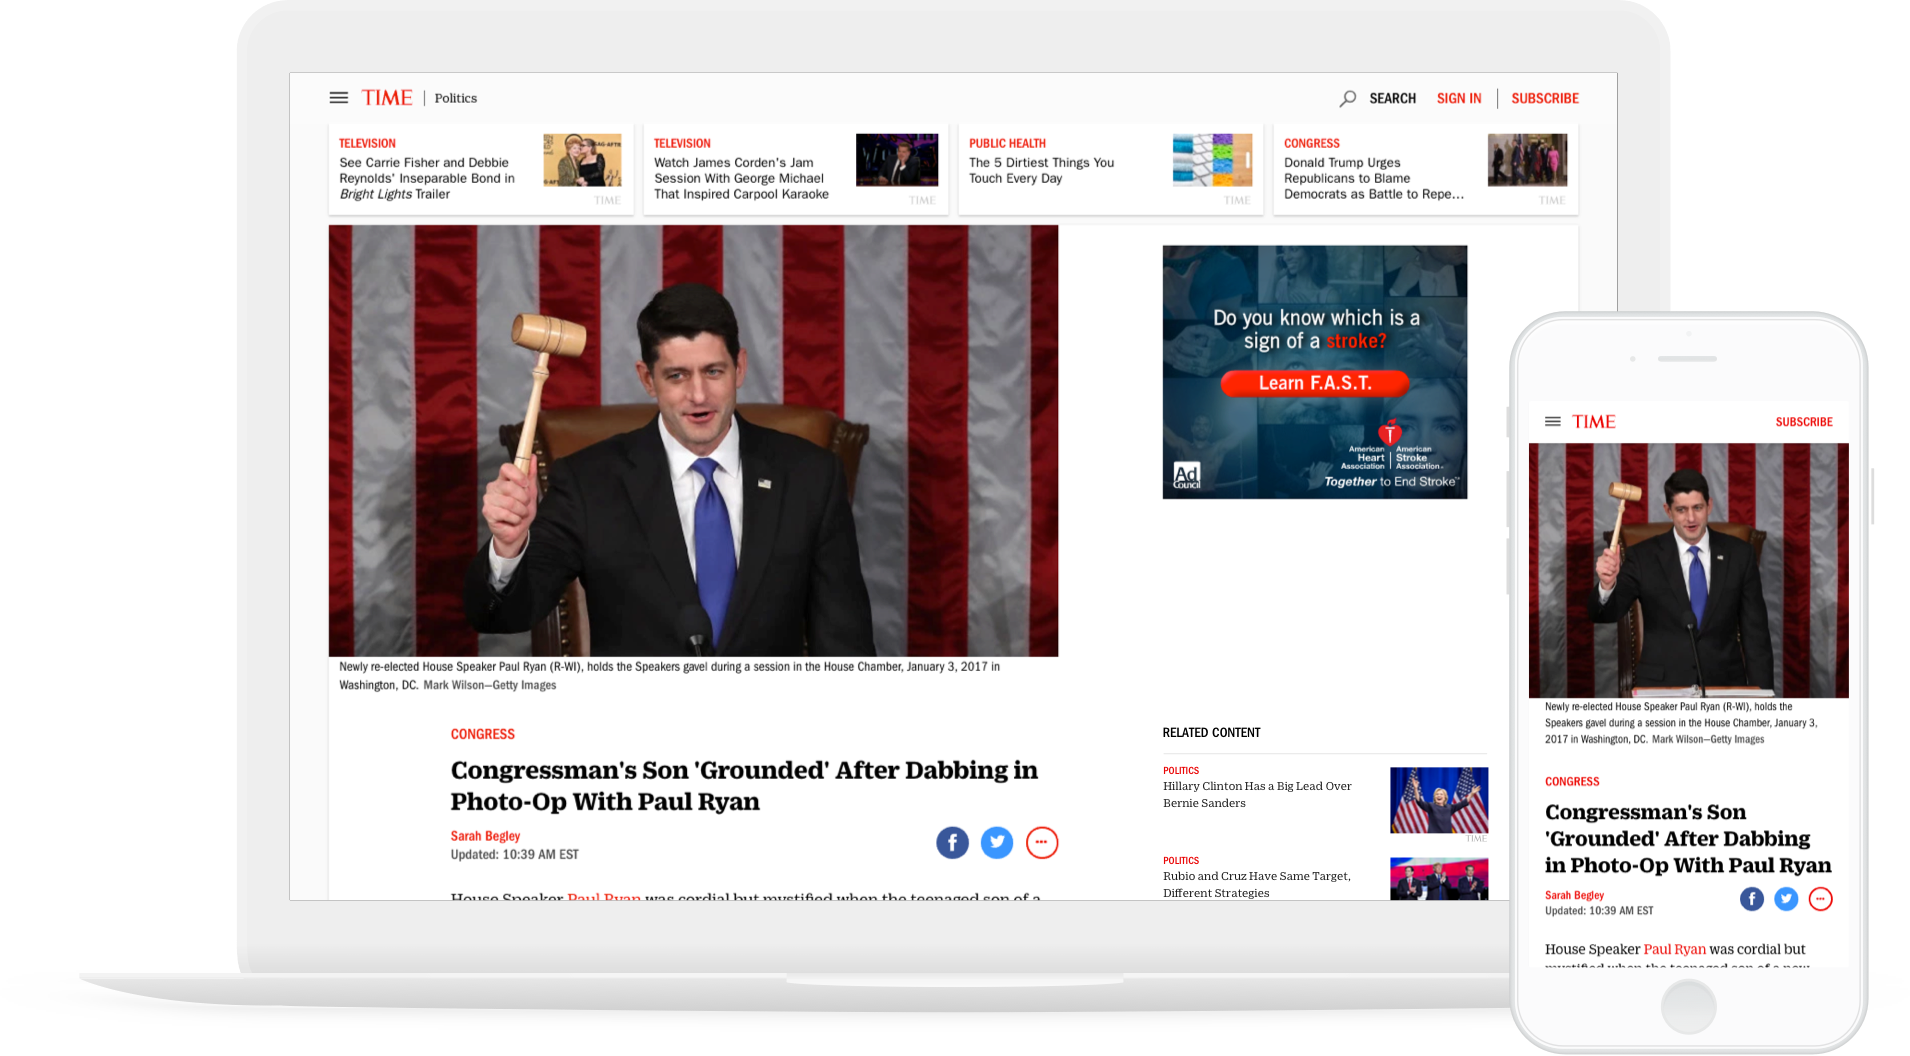 TIME | Politics
SEARCH SIGN IN | SUBSCRIBE
TELEVISION
See Carrie Fisher and Debbie
Reynolds' Inseparable Bond in
Bright Lights Trailer
TIME
TELEVISION
Watch James Corden's Jam
Session With George Michael
That Inspired Carpool Karaoke
TIME
PUBLIC HEALTH
The 5 Dirtiest Things You
Touch Every Day
TIME
CONGRESS
Donald Trump Urges
Republicans to Blame
Democrats as Battle to Repe...
TIME
Newly re-elected House Speaker Paul Ryan (R-WI), holds the Speakers gavel during a session in the House Chamber, January 3, 2017 in
Washington, DC. Mark Wilson—Getty Images
CONGRESS
Congressman's Son 'Grounded' After Dabbing in
Photo-Op With Paul Ryan
Sarah Begley
Updated: 10:39 AM EST
House Speaker Paul Ryan was cordial but mystified when the teenaged son of a
Do you know which is a
sign of a stroke?
Learn F.A.S.T.
American
Heart
Association
American
Stroke
Association
Together to End Stroke™
Ad
Council
RELATED CONTENT
POLITICS
Hillary Clinton Has a Big Lead Over
Bernie Sanders
TIME
POLITICS
Rubio and Cruz Have Same Target,
Different Strategies
TIME
SUBSCRIBE
Newly re-elected House Speaker Paul Ryan (R-WI), holds the
Speakers gavel during a session in the House Chamber, January 3,
2017 in Washington, DC. Mark Wilson—Getty Images
CONGRESS
Congressman's Son
'Grounded' After Dabbing
in Photo-Op With Paul Ryan
Sarah Begley
Updated: 10:39 AM EST
House Speaker Paul Ryan was cordial but
mystified when the teenaged son of a new